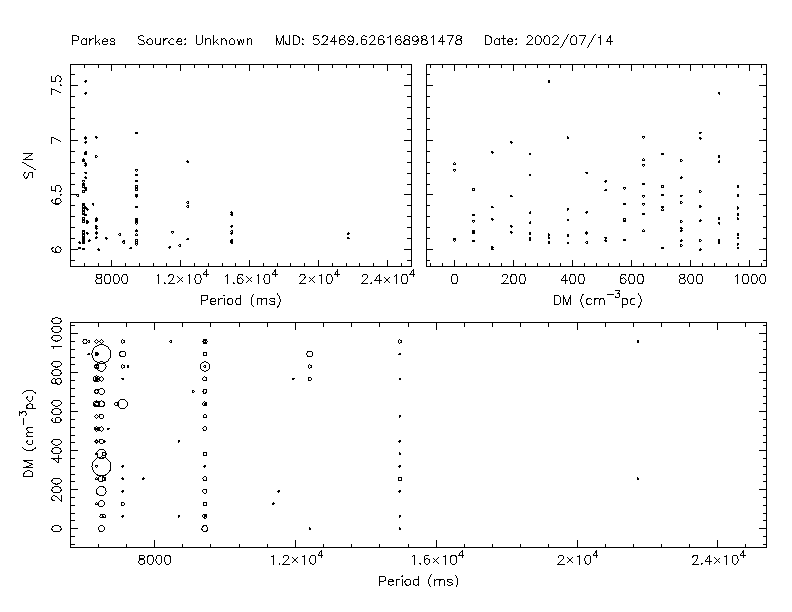 Parkes Source: Unknown MJD: 52469.626168981478 Date: 2002/07/14
7.5
7
6.5
6
S/N
8000 1.2×10⁴ 1.6×10⁴ 2×10⁴ 2.4×10⁴
Period (ms)
0 200 400 600 800 1000
DM (cm⁻³pc)
1000
800
600
400
200
0
DM (cm⁻³pc)
8000 1.2×10⁴ 1.6×10⁴ 2×10⁴ 2.4×10⁴
Period (ms)